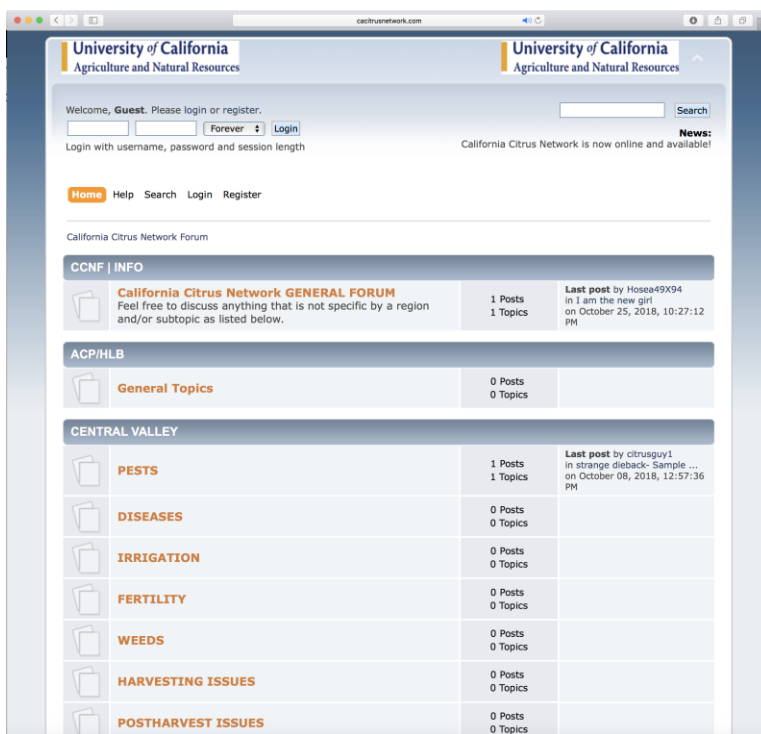 cacitrusnetwork.com
University of California
Agriculture and Natural Resources
University of California
Agriculture and Natural Resources
Welcome, Guest. Please login or register.
Forever Login
Login with username, password and session length
Search
News:
California Citrus Network is now online and available!
Home Help Search Login Register
California Citrus Network Forum
CCNF | INFO
California Citrus Network GENERAL FORUM
Feel free to discuss anything that is not specific by a region
and/or subtopic as listed below.
1 Posts
1 Topics
Last post by Hosea49X94
in I am the new girl
on October 25, 2018, 10:27:12
PM
ACP/HLB
General Topics
0 Posts
0 Topics
CENTRAL VALLEY
PESTS
1 Posts
1 Topics
Last post by citrusguy1
in strange dieback- Sample ...
on October 08, 2018, 12:57:36
PM
DISEASES
0 Posts
0 Topics
IRRIGATION
0 Posts
0 Topics
FERTILITY
0 Posts
0 Topics
WEEDS
0 Posts
0 Topics
HARVESTING ISSUES
0 Posts
0 Topics
POSTHARVEST ISSUES
0 Posts
0 Topics